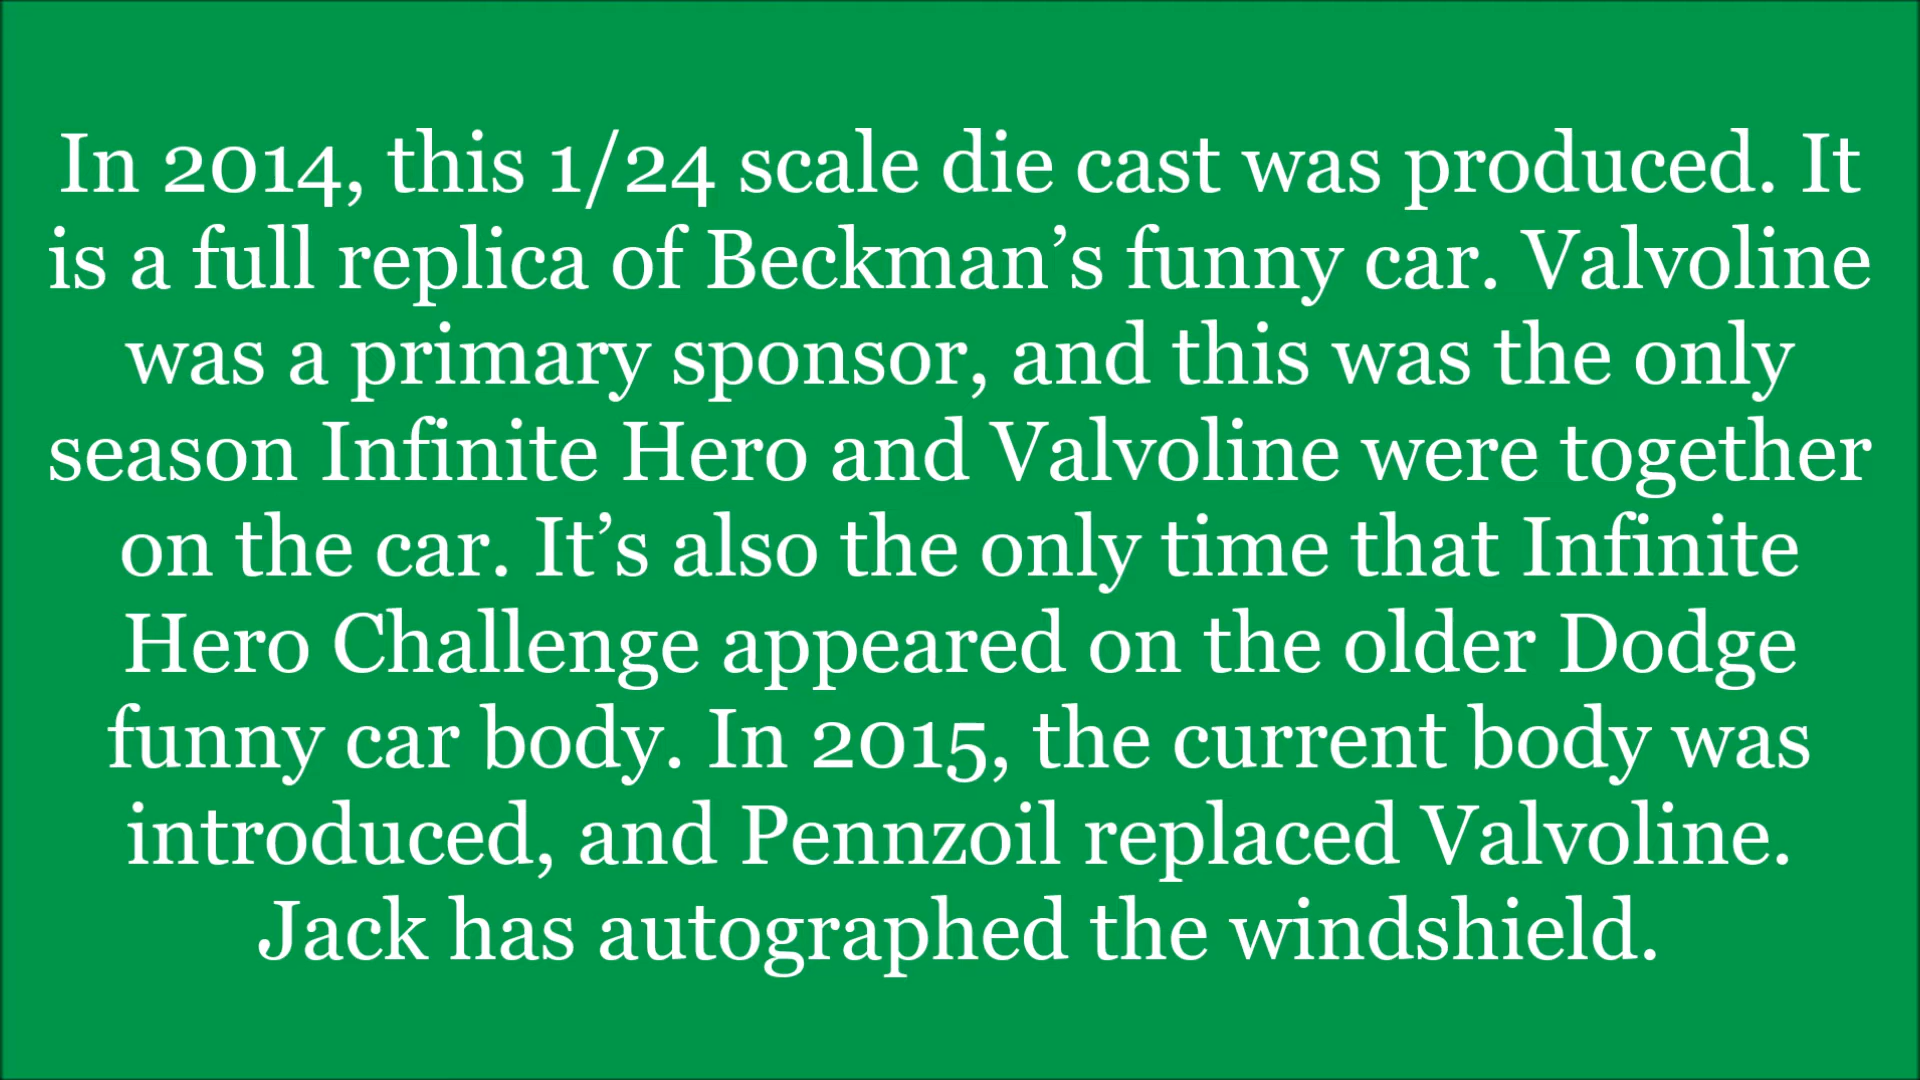 In 2014, this 1/24 scale die cast was produced. It
is a full replica of Beckman’s funny car. Valvoline
was a primary sponsor, and this was the only
season Infinite Hero and Valvoline were together
on the car. It’s also the only time that Infinite
Hero Challenge appeared on the older Dodge
funny car body. In 2015, the current body was
introduced, and Pennzoil replaced Valvoline.
Jack has autographed the windshield.